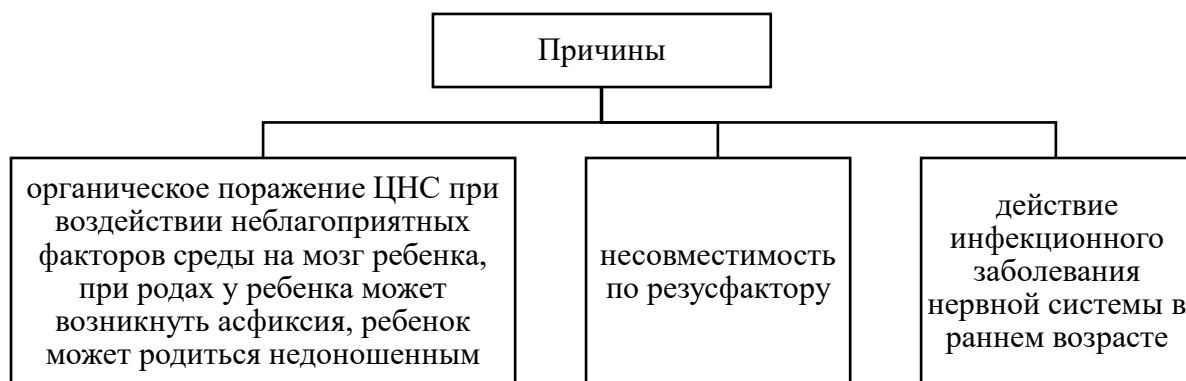 Причины
органическое поражение ЦНС при
воздействии неблагоприятных
факторов среды на мозг ребенка,
при родах у ребенка может
возникнуть асфиксия, ребенок
может родиться недоношенным
несовместимость
по резусфактору
действие
инфекционного
заболевания
нервной системы в
раннем возрасте